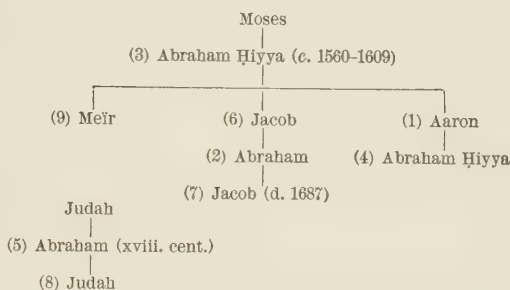 Moses
(3) Abraham Ḥiyya (c. 1560-1609)
(9) Meïr (6) Jacob (1) Aaron
(2) Abraham (4) Abraham Ḥiyya
(7) Jacob (d. 1687)
Judah
(5) Abraham (xviii. cent.)
(8) Judah